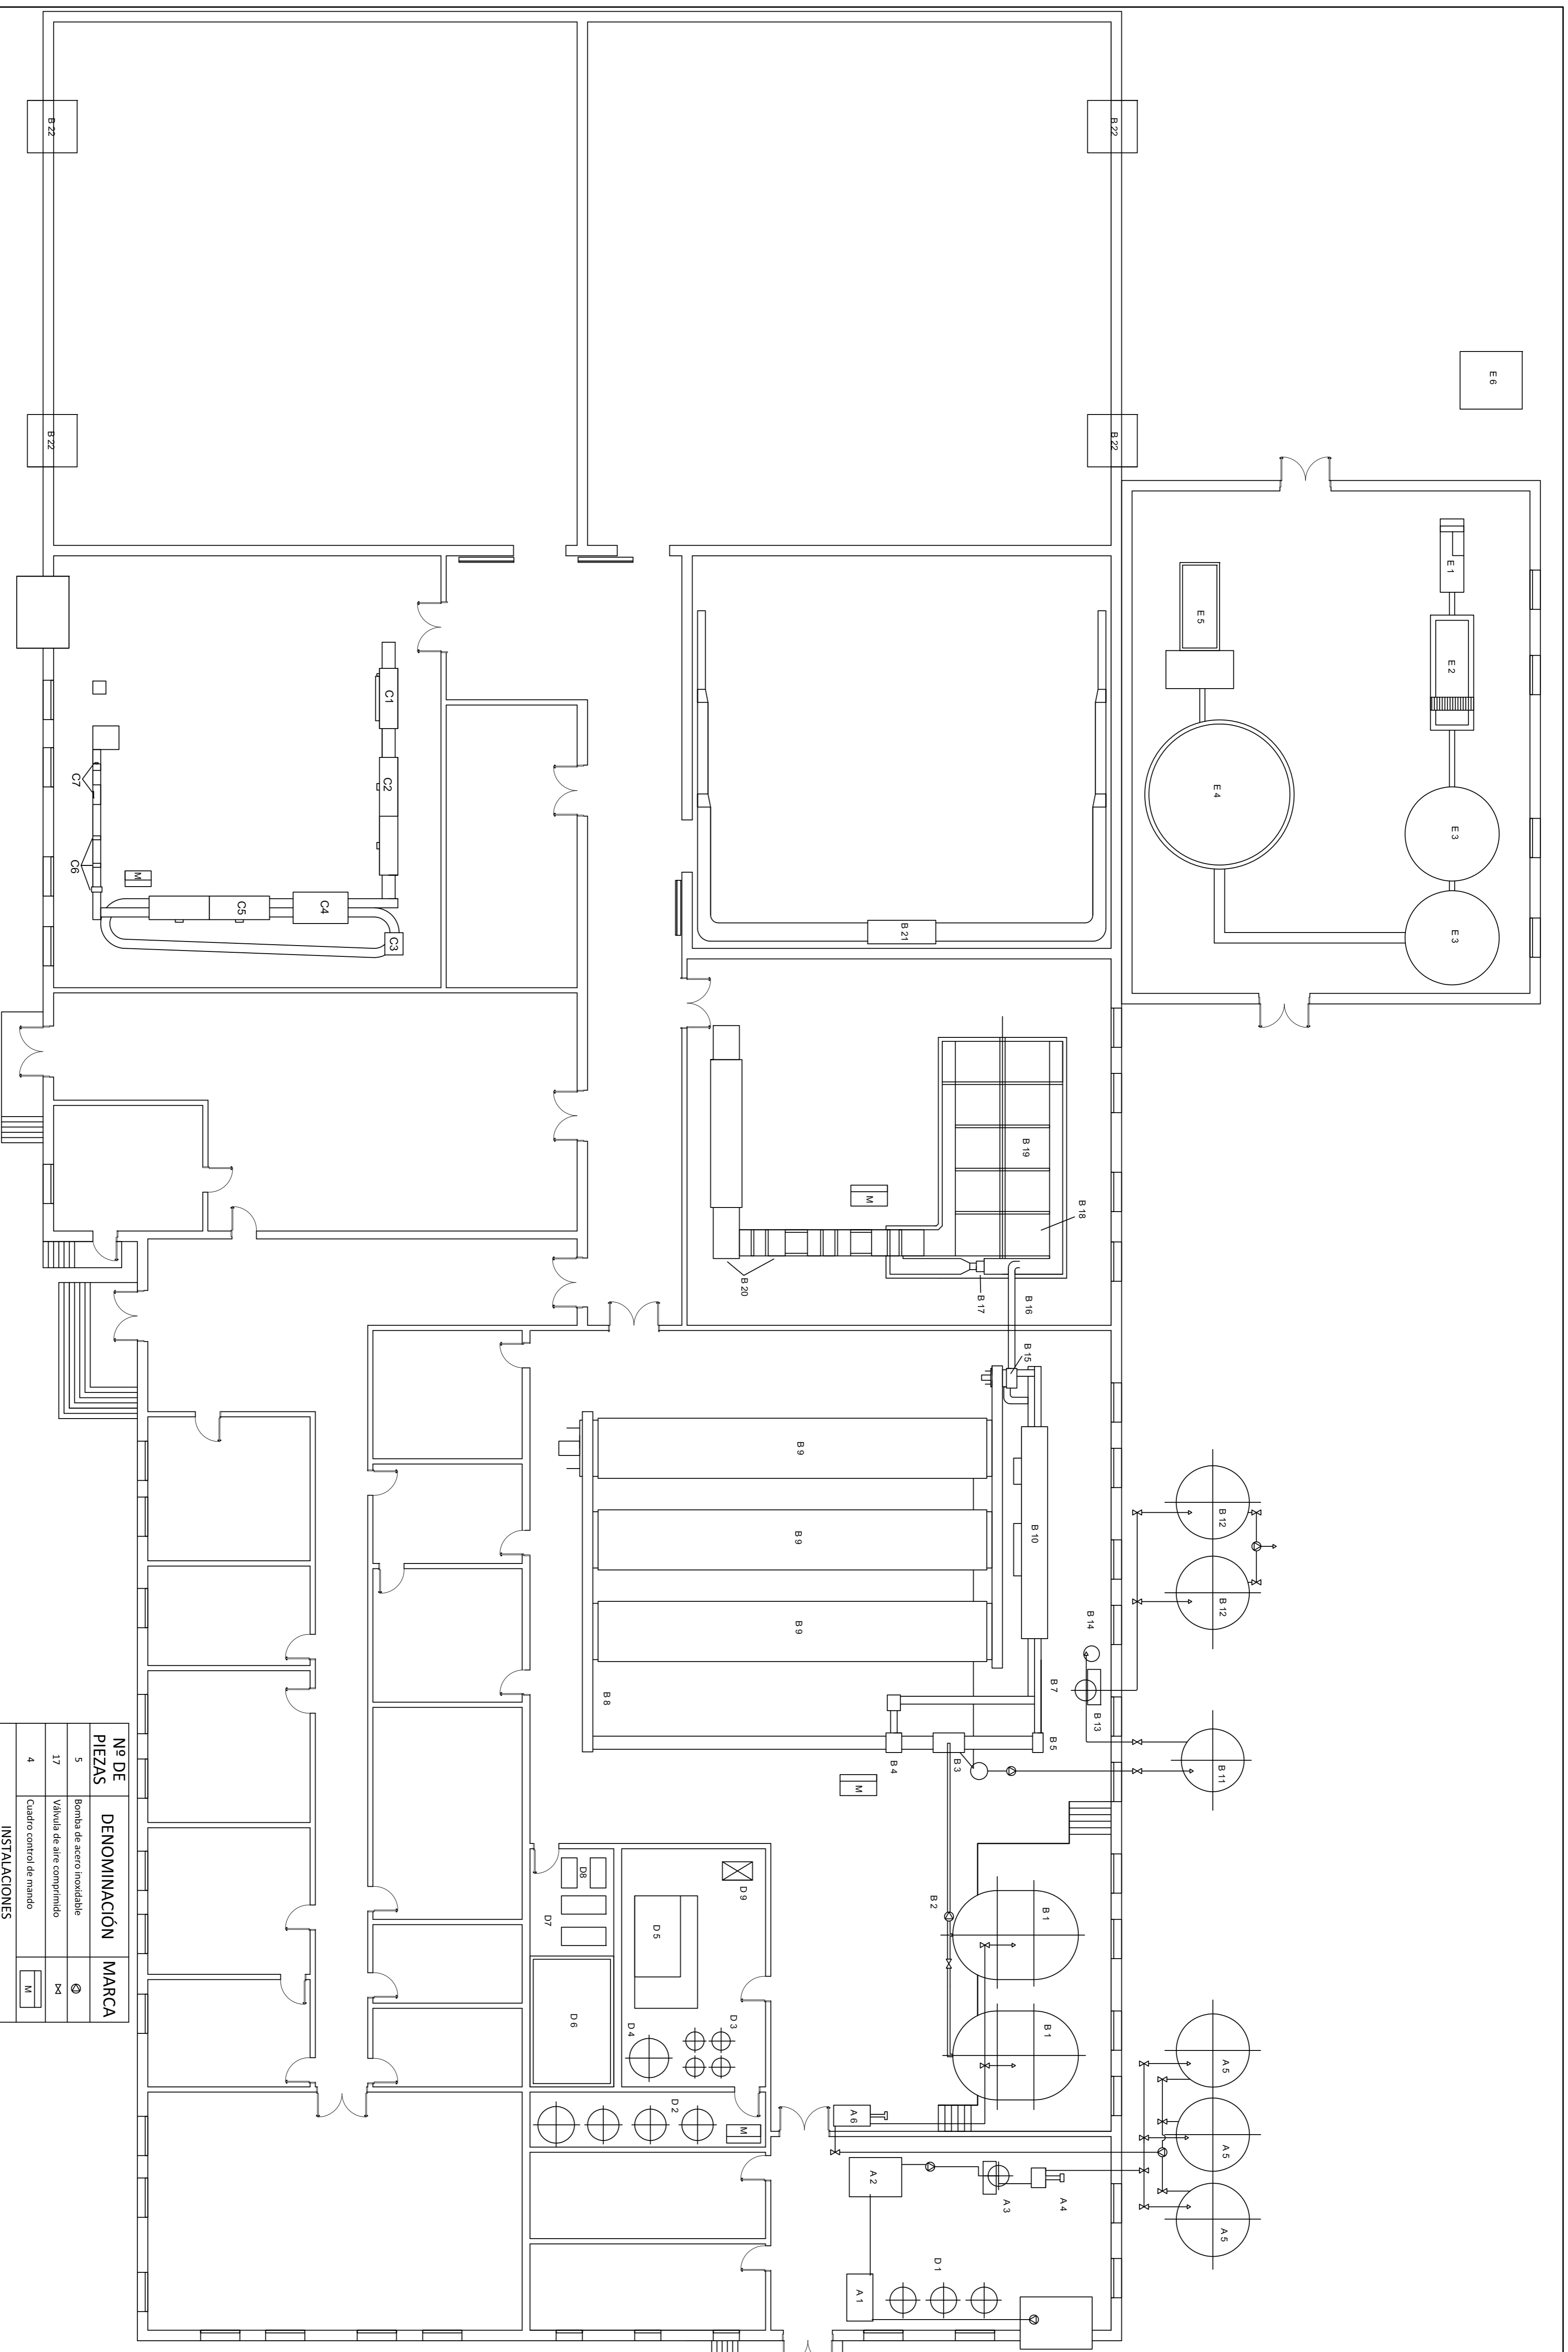 E 6
E 1
E 2
E 3
E 3
E 4
E 5
B 12
B 12
B 11
A 5
A 5
A 5
B 22
B 22
B 14
B 13
B 18
A 4
B 7
B 5
B 1
B 1
B 10
B 16
B 15
B 19
A 3
B 17
B 3
D 1
B 2
B 21
B 4
A 2
M
M
A 1
A 6
B 9
B 9
B 9
B 20
D 9
M
D 3
D 2
D 5
D 4
B 8
D8
D 6
D7
C1
C2
C3
C4
C5
M
C7
C6
B 22
B 22
Nº DE PIEZAS DENOMINACIÓN MARCA
5 Bomba de acero inoxidable
17 Válvula de aire comprimido
4 Cuadro control de mando M
INSTALACIONES